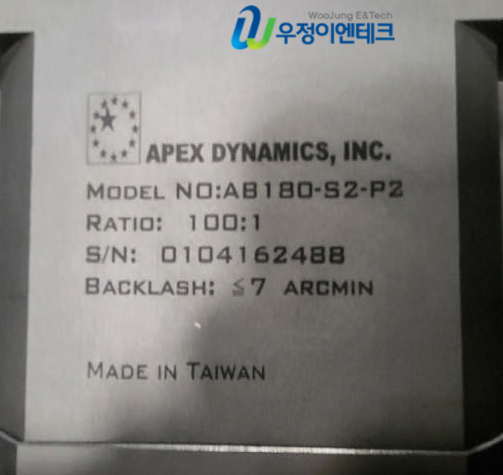 WooJung E&Tech
우정이엔테크
APEX DYNAMICS, INC.
MODEL NO:AB180-S2-P2
RATIO: 100:1
S/N: 0104162488
BACKLASH: ≦7 ARCMIN
MADE IN TAIWAN